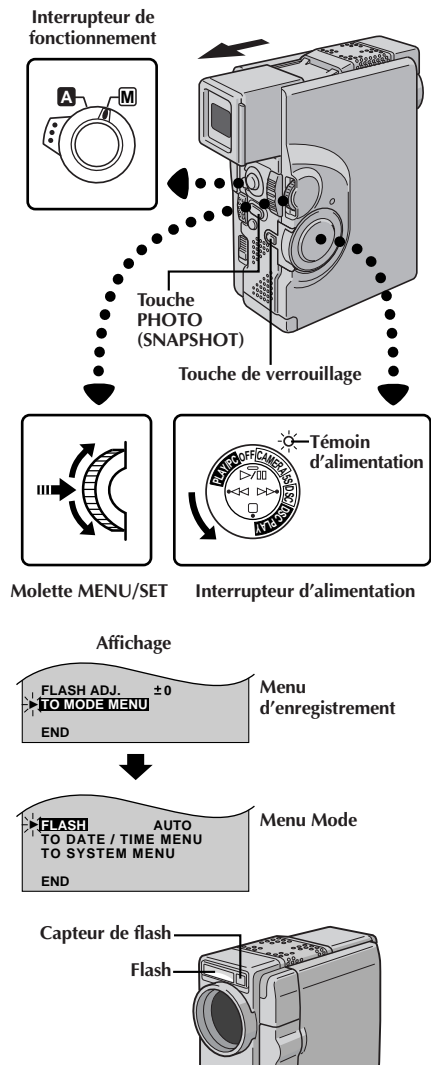 Interrupteur de
fonctionnement
A
M
Touche
PHOTO
(SNAPSHOT)
Touche de verrouillage
PLAY/PC OFF CAMERA 5S DSC DSC PLAY
Témoin
d'alimentation
Molette MENU/SET
Interrupteur d'alimentation
Affichage
FLASH ADJ. ±0
TO MODE MENU
END
Menu
d'enregistrement
FLASH AUTO
TO DATE / TIME MENU
TO SYSTEM MENU
END
Menu Mode
Capteur de flash
Flash